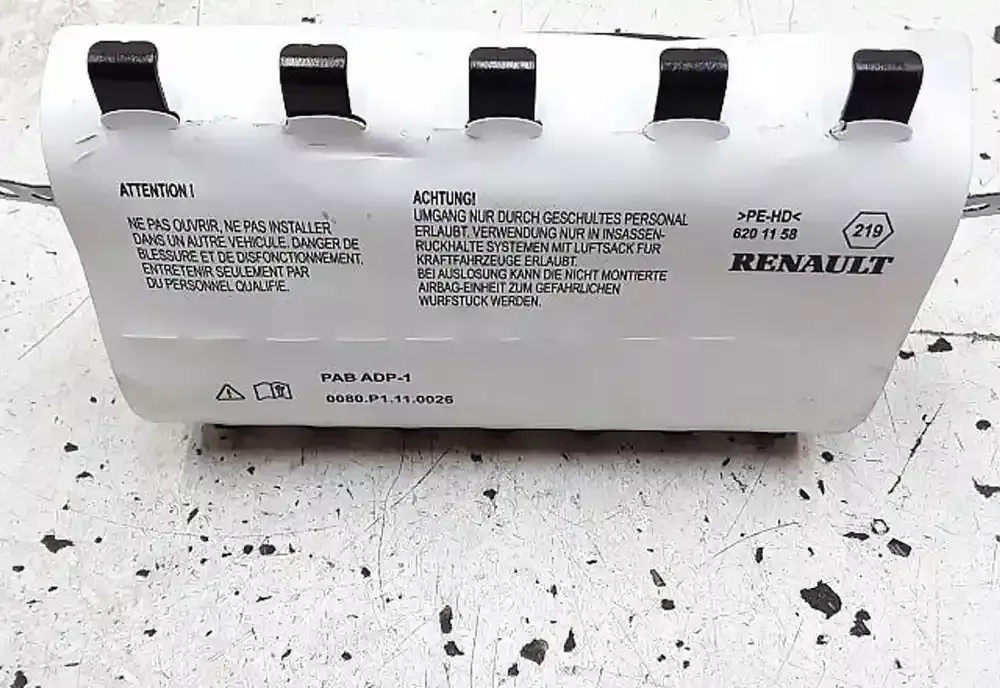 ATTENTION !
NE PAS OUVRIR, NE PAS INSTALLER
DANS UN AUTRE VEHICULE. DANGER DE
BLESSURE ET DE DISFONCTIONNEMENT.
ENTRETENIR SEULEMENT PAR
DU PERSONNEL QUALIFIE.
ACHTUNG!
UMGANG NUR DURCH GESCHULTES PERSONAL
ERLAUBT. VERWENDUNG NUR IN INSASSEN-
RUCKHALTE SYSTEMEN MIT LUFTSACK FUR
KRAFTFAHRZEUGE ERLAUBT.
BEI AUSLOSUNG KANN DIE NICHT MONTIERTE
AIRBAG-EINHEIT ZUM GEFAHRLICHEN
WURFSTUCK WERDEN.
>PE-HD<
620 11 58
219
RENAULT
PAB ADP-1
0080.P1.11.0026